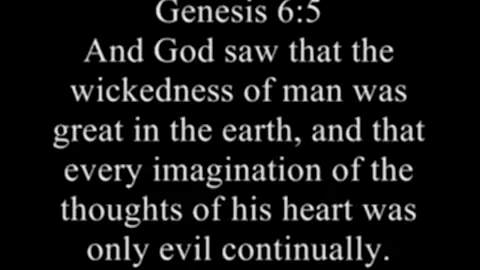 Genesis 6:5
And God saw that the
wickedness of man was
great in the earth, and that
every imagination of the
thoughts of his heart was
only evil continually.